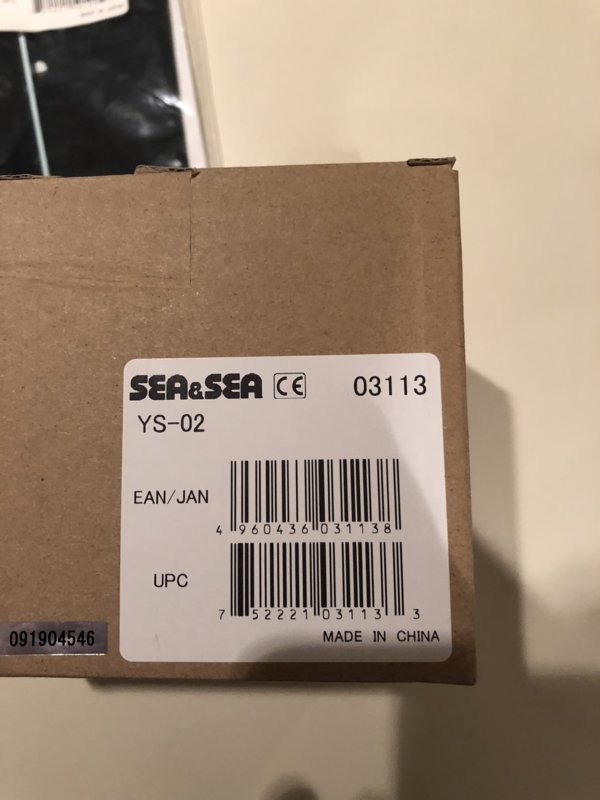 SEA&SEA CE 03113
YS-02
EAN/JAN
4 960436 031138
UPC
7 52221 03113 3
MADE IN CHINA
091904546